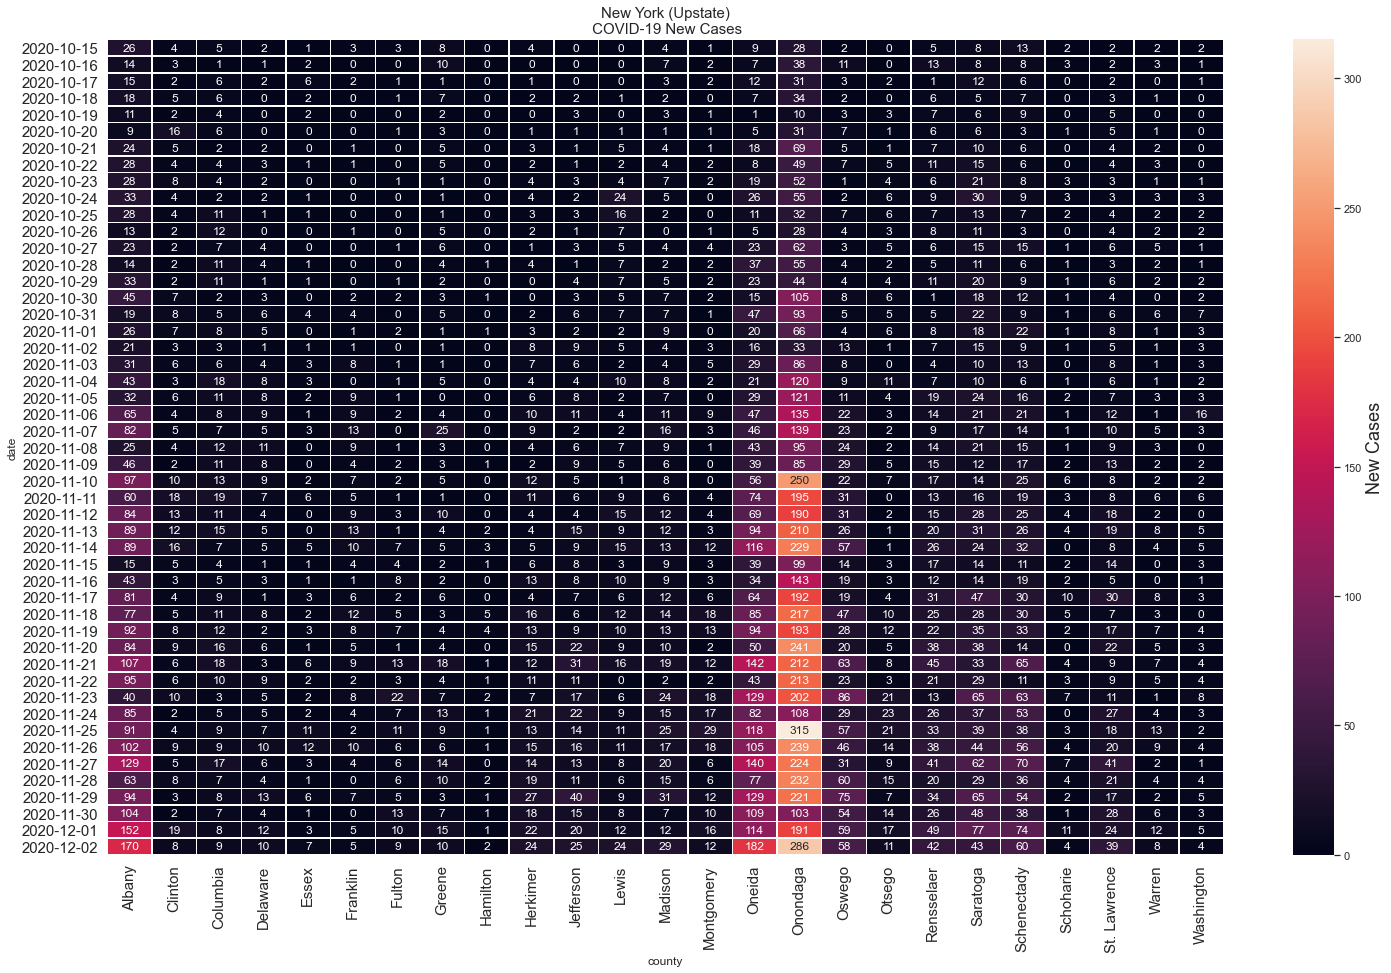 New York (Upstate)
COVID-19 New Cases
2020-10-15 26 4 5 2 1 3 3 8 0 4 0 0 4 1 9 28 2 0 5 8 13 2 2 2 2
2020-10-16 14 3 1 1 2 0 0 10 0 0 0 0 7 2 7 38 11 0 13 8 8 3 2 3 1
2020-10-17 15 2 6 2 6 2 1 1 0 1 0 0 3 2 12 31 3 2 1 12 6 0 2 0 1
2020-10-18 18 5 6 0 2 0 1 7 0 2 2 1 2 0 7 34 2 0 6 5 7 0 3 1 0
2020-10-19 11 2 4 0 2 0 0 2 0 0 3 0 3 1 1 10 3 3 7 6 9 0 5 0 0
2020-10-20 9 16 6 0 0 0 1 3 0 1 1 1 1 1 5 31 7 1 6 6 3 1 5 1 0
2020-10-21 24 5 2 2 0 1 0 5 0 3 1 5 4 1 18 69 5 1 7 10 6 0 4 2 0
2020-10-22 28 4 4 3 1 1 0 5 0 2 1 2 4 2 8 49 7 5 11 15 6 0 4 3 0
2020-10-23 28 8 4 2 0 0 1 1 0 4 3 4 7 2 19 52 1 4 6 21 8 3 3 1 1
2020-10-24 33 4 2 2 1 0 0 1 0 4 2 24 5 0 26 55 2 6 9 30 9 3 3 3 3
2020-10-25 28 4 11 1 1 0 0 1 0 3 3 16 2 0 11 32 7 6 7 13 7 2 4 2 2
2020-10-26 13 2 12 0 0 1 0 5 0 2 1 7 0 1 5 28 4 3 8 11 3 0 4 2 2
2020-10-27 23 2 7 4 0 0 1 6 0 1 3 5 4 4 23 62 3 5 6 15 15 1 6 5 1
2020-10-28 14 2 11 4 1 0 0 4 1 4 1 7 2 2 37 55 4 2 5 11 6 1 3 2 1
2020-10-29 33 2 11 1 1 0 1 2 0 0 4 7 5 2 23 44 4 4 11 20 9 1 6 2 2
2020-10-30 45 7 2 3 0 2 2 3 1 0 3 5 7 2 15 105 8 6 1 18 12 1 4 0 2
2020-10-31 19 8 5 6 4 4 0 5 0 2 6 7 7 1 47 93 5 5 5 22 9 1 6 6 7
2020-11-01 26 7 8 5 0 1 2 1 1 3 2 2 9 0 20 66 4 6 8 18 22 1 8 1 3
2020-11-02 21 3 3 1 1 1 0 1 0 8 9 5 4 3 16 33 13 1 7 15 9 1 5 1 3
2020-11-03 31 6 6 4 3 8 1 1 0 7 6 2 4 5 29 86 8 0 4 10 13 0 8 1 3
2020-11-04 43 3 18 8 3 0 1 5 0 4 4 10 8 2 21 120 9 11 7 10 6 1 6 1 2
2020-11-05 32 6 11 8 2 9 1 0 0 6 8 2 7 0 29 121 11 4 19 24 16 2 7 3 3
2020-11-06 65 4 8 9 1 9 2 4 0 10 11 4 11 9 47 135 22 3 14 21 21 1 12 1 16
2020-11-07 82 5 7 5 3 13 0 25 0 9 2 2 16 3 46 139 23 2 9 17 14 1 10 5 3
2020-11-08 25 4 12 11 0 9 1 3 0 4 6 7 9 1 43 95 24 2 14 21 15 1 9 3 0
2020-11-09 46 2 11 8 0 4 2 3 1 2 9 5 6 0 39 85 29 5 15 12 17 2 13 2 2
2020-11-10 97 10 13 9 2 7 2 5 0 12 5 1 8 0 56 250 22 7 17 14 25 6 8 2 2
2020-11-11 60 18 19 7 6 5 1 1 0 11 6 9 6 4 74 195 31 0 13 16 19 3 8 6 6
2020-11-12 84 13 11 4 0 9 3 10 0 4 4 15 12 4 69 190 31 2 15 28 25 4 18 2 0
2020-11-13 89 12 15 5 0 13 1 4 2 4 15 9 12 3 94 210 26 1 20 31 26 4 19 8 5
2020-11-14 89 16 7 5 5 10 7 5 3 5 9 15 13 12 116 229 57 1 26 24 32 0 8 4 5
2020-11-15 15 5 4 1 1 4 4 2 1 6 8 3 9 3 39 99 14 3 17 14 11 2 14 0 3
2020-11-16 43 3 5 3 1 1 8 2 0 13 8 10 9 3 34 143 19 3 12 14 19 2 5 0 1
2020-11-17 81 4 9 1 3 6 2 6 0 4 7 6 12 6 64 192 19 4 31 47 30 10 30 8 3
2020-11-18 77 5 11 8 2 12 5 3 5 16 6 12 14 18 85 217 47 10 25 28 30 5 7 3 0
2020-11-19 92 8 12 2 3 8 7 4 4 13 9 10 13 13 94 193 28 12 22 35 33 2 17 7 4
2020-11-20 84 9 16 6 1 5 1 4 0 15 22 9 10 2 50 241 20 5 38 38 14 0 22 5 3
2020-11-21 107 6 18 3 6 9 13 18 1 12 31 16 19 12 142 212 63 8 45 33 65 4 9 7 4
2020-11-22 95 6 10 9 2 2 3 4 1 11 11 0 2 2 43 213 23 3 21 29 11 3 9 5 4
2020-11-23 40 10 3 5 2 8 22 7 2 13 17 6 24 18 129 202 86 21 13 65 63 7 11 1 8
2020-11-24 85 2 5 5 2 4 7 13 1 21 22 9 15 17 82 108 29 23 26 37 53 0 27 4 3
2020-11-25 91 4 9 7 11 2 11 9 1 13 14 11 25 29 118 315 57 21 33 39 38 3 18 13 2
2020-11-26 102 9 9 10 12 10 6 6 1 15 16 11 17 18 105 239 46 14 38 44 56 4 20 9 4
2020-11-27 129 5 17 6 3 4 6 14 0 14 13 8 20 6 140 224 31 9 41 62 70 7 41 2 1
2020-11-28 63 8 7 4 1 0 6 10 2 19 11 6 15 6 77 232 60 15 20 29 36 4 21 4 4
2020-11-29 94 3 8 13 6 7 5 3 1 27 40 9 31 12 129 221 75 7 34 65 54 2 17 2 5
2020-11-30 104 2 7 4 1 0 13 7 1 18 15 8 7 10 109 103 54 14 26 48 38 1 28 6 3
2020-12-01 152 19 8 12 3 5 10 15 1 22 20 12 12 16 114 191 59 17 49 77 74 11 24 12 5
2020-12-02 170 8 9 10 7 5 9 10 2 24 25 24 29 12 182 286 58 11 42 43 60 4 39 8 4
date
Albany Clinton Columbia Delaware Essex Franklin Fulton Greene Hamilton Herkimer Jefferson Lewis Madison Montgomery Oneida Onondaga Oswego Otsego Rensselaer Saratoga Schenectady Schoharie St. Lawrence Warren Washington
county
300
250
200
150
100
50
0
New Cases